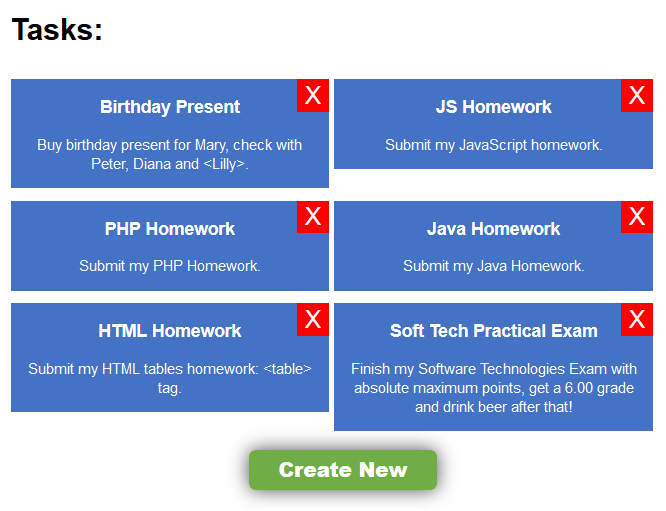 Tasks:
X
Birthday Present
Buy birthday present for Mary, check with
Peter, Diana and <Lilly>.
X
JS Homework
Submit my JavaScript homework.
X
PHP Homework
Submit my PHP Homework.
X
Java Homework
Submit my Java Homework.
X
HTML Homework
Submit my HTML tables homework: <table>
tag.
X
Soft Tech Practical Exam
Finish my Software Technologies Exam with
absolute maximum points, get a 6.00 grade
and drink beer after that!
Create New